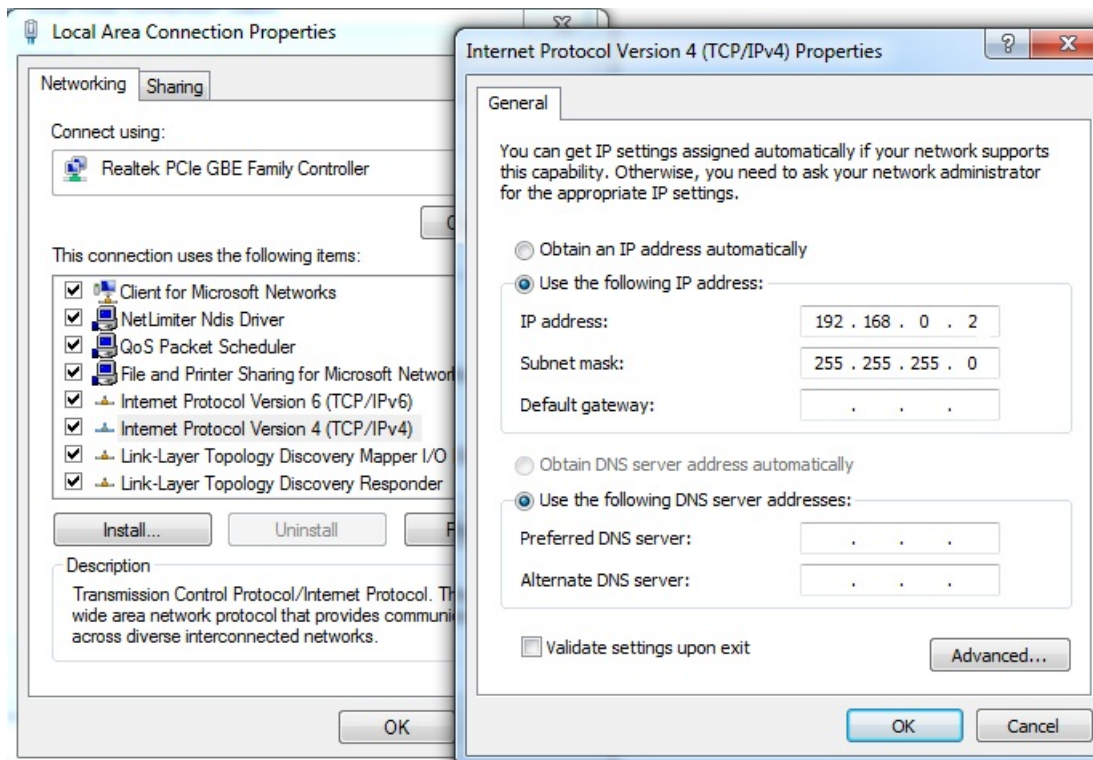 Local Area Connection Properties
Networking
Sharing
Connect using:
Realtek PCIe GBE Family Controller
This connection uses the following items:
Client for Microsoft Networks
NetLimiter Ndis Driver
QoS Packet Scheduler
File and Printer Sharing for Microsoft
Internet Protocol Version 6 (TCP/IPv6)
Internet Protocol Version 4 (TCP/IPv4)
Link-Layer Topology Discovery Mapper I/O
Link-Layer Topology Discovery Responder
Install...
Uninstall
Description
Transmission Control Protocol/Internet Protocol.
wide area network protocol that provides
across diverse interconnected networks.
OK
Internet Protocol Version 4 (TCP/IPv4) Properties
General
You can get IP settings assigned automatically if your network supports
this capability. Otherwise, you need to ask your network administrator
for the appropriate IP settings.
Obtain an IP address automatically
Use the following IP address:
IP address: 192 . 168 . 0 . 2
Subnet mask: 255 . 255 . 255 . 0
Default gateway: . . .
Obtain DNS server address automatically
Use the following DNS server addresses:
Preferred DNS server: . . .
Alternate DNS server: . . .
Validate settings upon exit
Advanced...
OK
Cancel